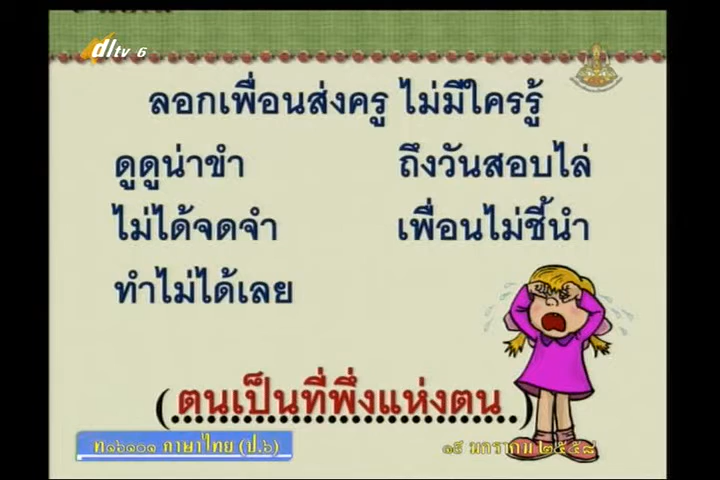 dltv 6
ลอกเพื่อนส่งครู ไม่มีใครรู้
ดูดูน่าขำ ถึงวันสอบไล่
ไม่ได้จดจำ เพื่อนไม่ชี้นำ
ทำไม่ได้เลย
(ตนเป็นที่พึ่งแห่งตน)
ท๑๖๑๐๑ ภาษาไทย (ป.๖)
มกราคม ๒๕๕๘